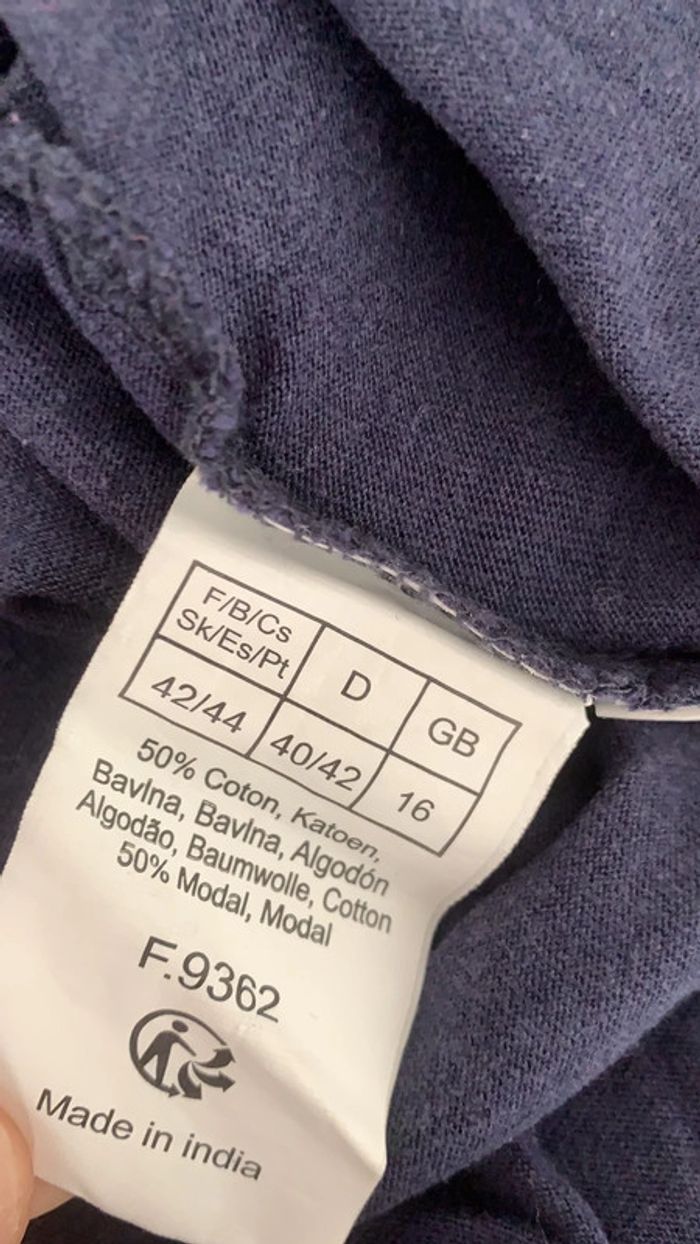 F/B/Cs
Sk/Es/Pt
D
GB
42/44
40/42
16
50% Coton, Katoen,
Bavlna, Bavlna, Algodón
Algodão, Baumwolle, Cotton
50% Modal, Modal
F.9362
Made in india